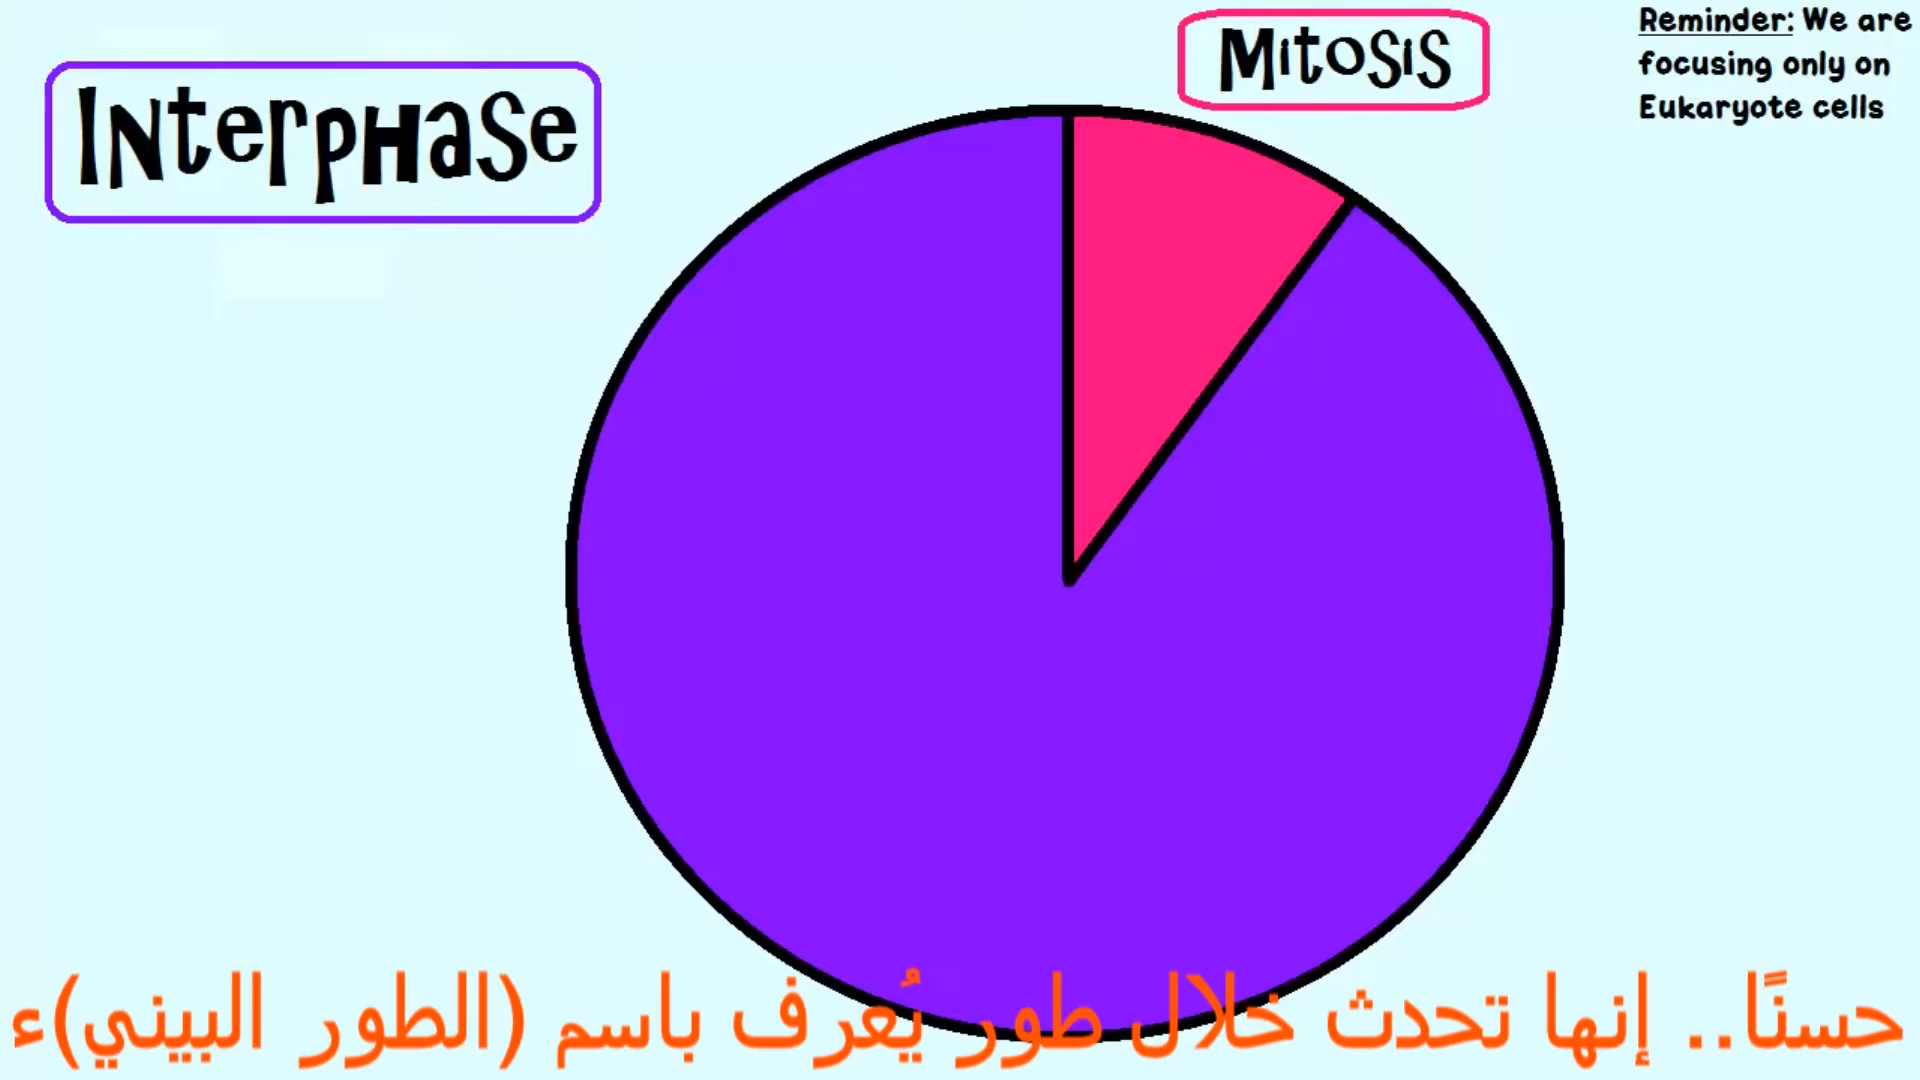 Interphase
Mitosis
Reminder: We are
focusing only on
Eukaryote cells
حسنًا.. إنها تحدث خلال طور يُعرف باسم (الطور البيني)ء